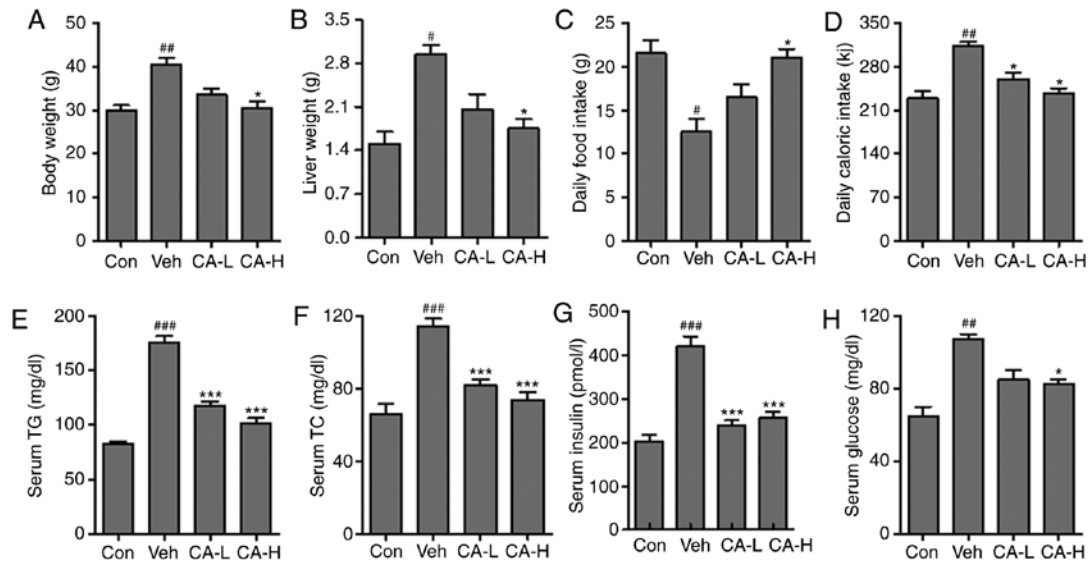 A
Body weight (g)
50
40
30
20
10
0
##
*
Con Veh CA-L CA-H
B
Liver weight (g)
3.5
2.8
2.1
1.4
0.7
0.0
#
*
Con Veh CA-L CA-H
C
Daily food intake (g)
25
20
15
10
5
0
#
*
Con Veh CA-L CA-H
D
Daily caloric intake (kj)
350
280
210
140
70
0
##
*
*
Con Veh CA-L CA-H
E
Serum TG (mg/dl)
200
150
100
50
0
###
***
***
Con Veh CA-L CA-H
F
Serum TC (mg/dl)
120
80
40
0
###
***
***
Con Veh CA-L CA-H
G
Serum insulin (pmol/l)
500
400
300
200
100
0
###
***
***
Con Veh CA-L CA-H
H
Serum glucose (mg/dl)
120
80
40
0
##
*
Con Veh CA-L CA-H